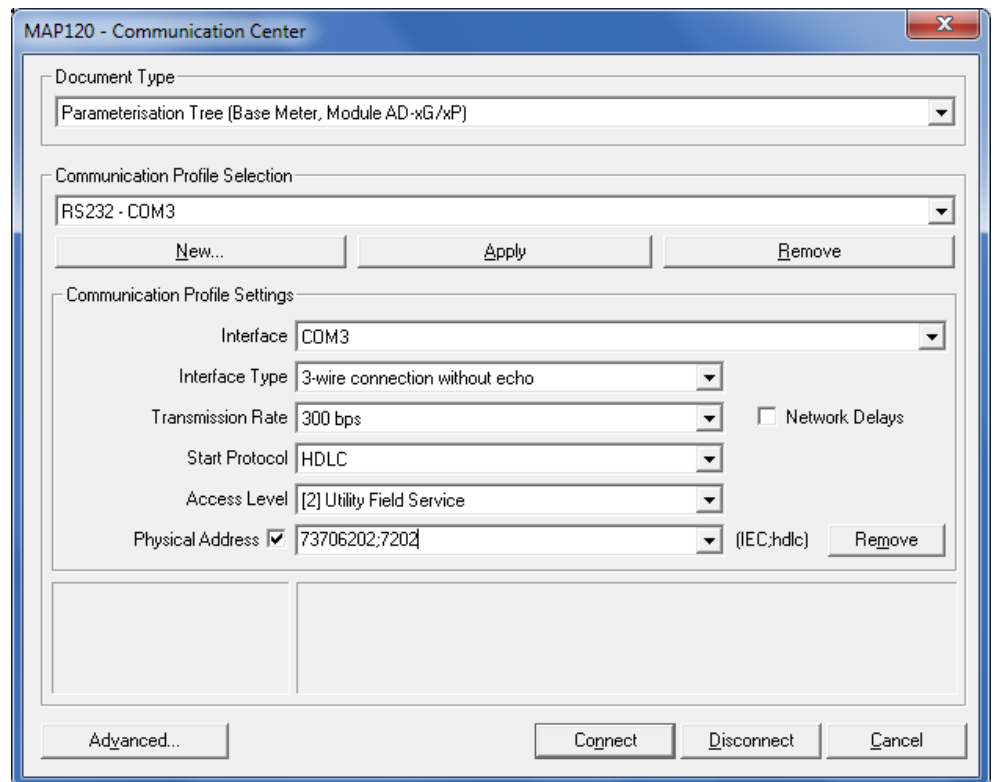 MAP120 - Communication Center
Document Type
Parameterisation Tree (Base Meter, Module AD-xG/xP)
Communication Profile Selection
RS232 - COM3
New... Apply Remove
Communication Profile Settings
Interface COM3
Interface Type 3-wire connection without echo
Transmission Rate 300 bps Network Delays
Start Protocol HDLC
Access Level [2] Utility Field Service
Physical Address 73706202;7202 (IEC;hdlc) Remove
Advanced... Connect Disconnect Cancel